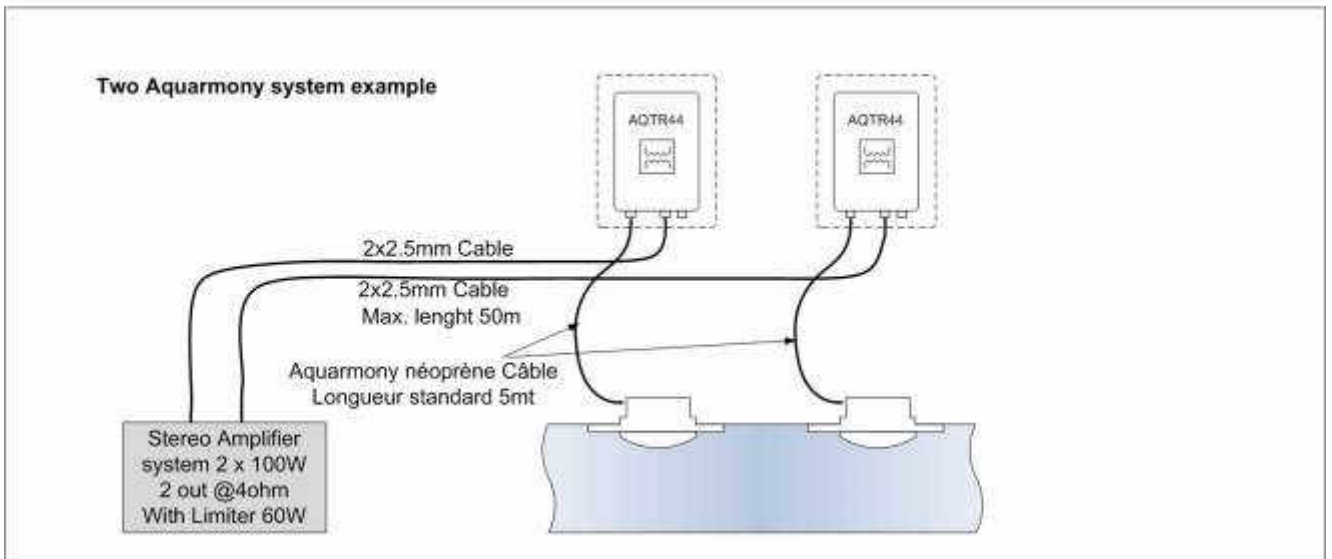 Two Aquarmony system example
AQTR44
AQTR44
2x2.5mm Cable
2x2.5mm Cable
Max. lenght 50m
Aquarmony néoprène Câble
Longueur standard 5mt
Stereo Amplifier
system 2 x 100W
2 out @4ohm
With Limiter 60W